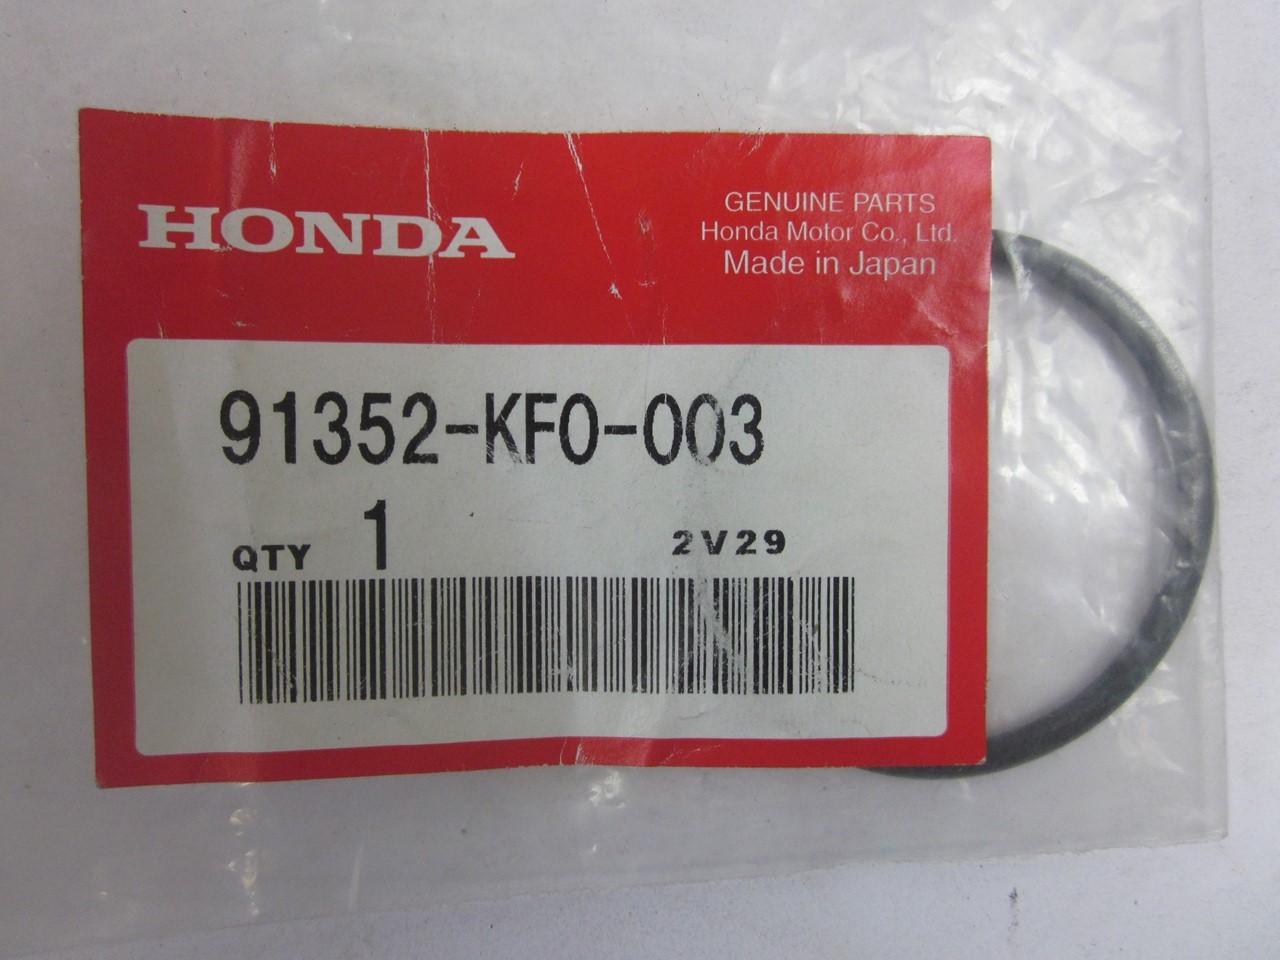 HONDA
GENUINE PARTS
Honda Motor Co., Ltd.
Made in Japan
91352-KF0-003
QTY 1 2V29